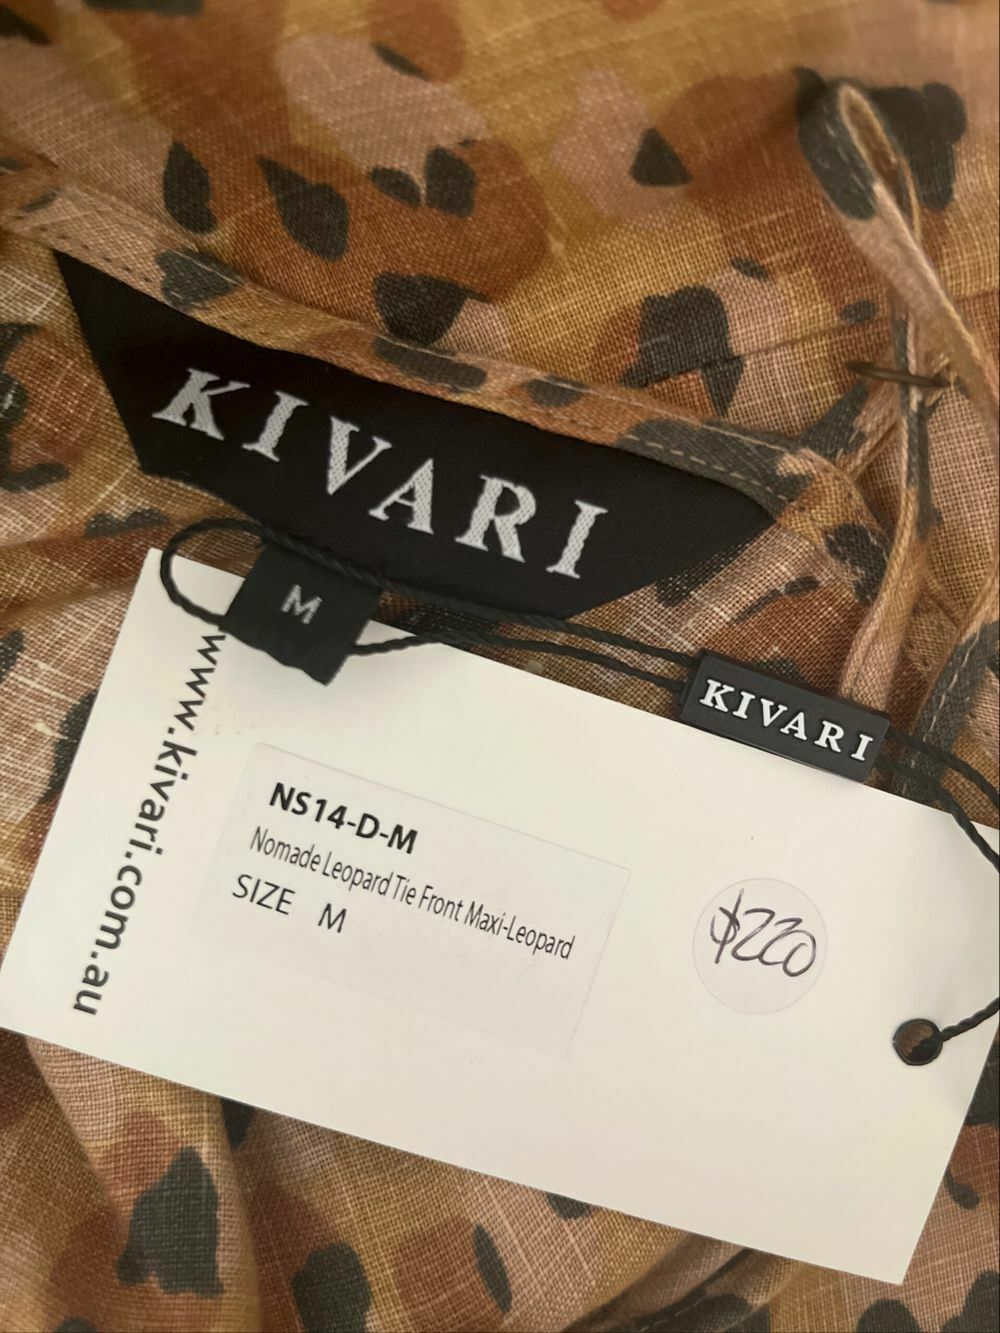 KIVARI
M
KIVARI
www.kivari.com.au
NS14-D-M
Nomade Leopard Tie Front Maxi-Leopard
SIZE M
$220